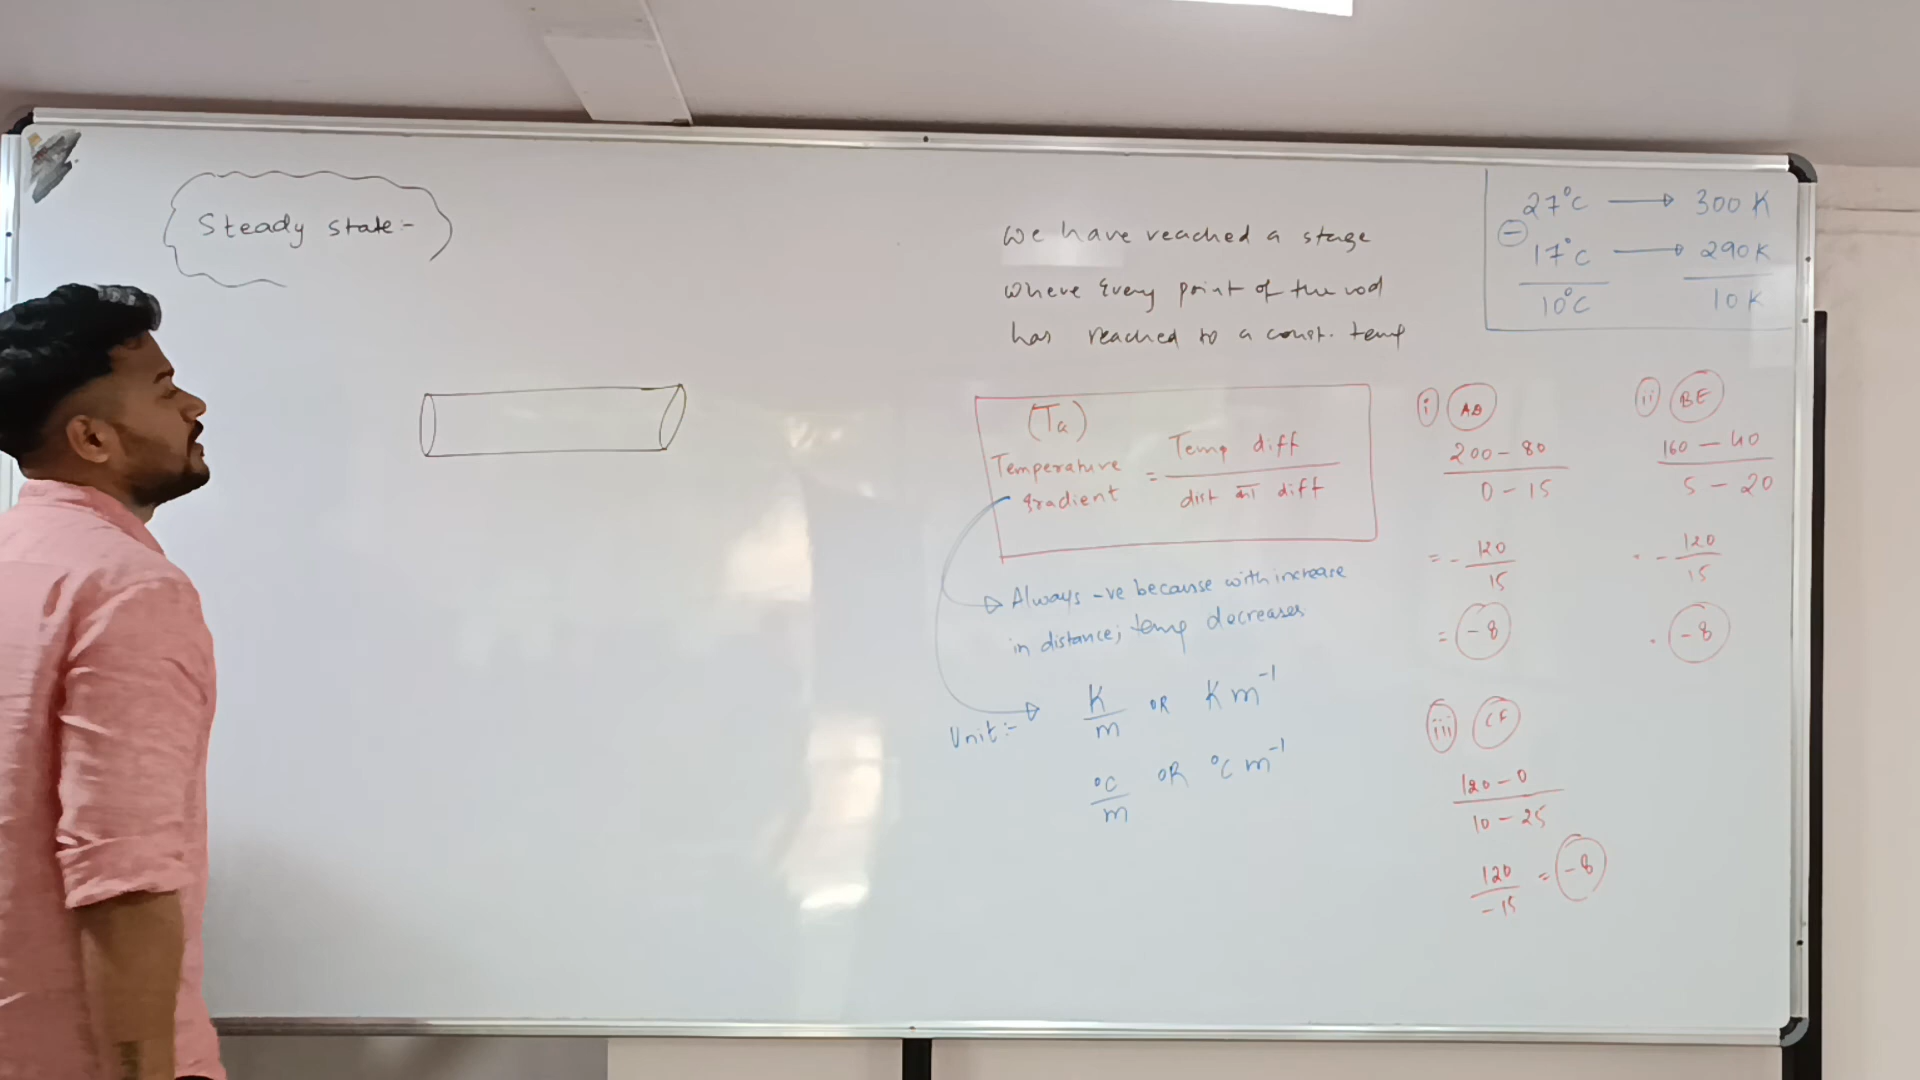 Steady state:-
we have reached a stage
where every point of the rod
has reached to a const. temp
27°C → 300 K
⊖
17°C → 290 K
10°C 10 K
(TG)
Temperature gradient = Temp diff / dist का diff
Always -ve because with increase
in distance; temp decreases
Unit:- K/m OR K m⁻¹
°C/m OR °C m⁻¹
i AD
200 - 80
0 - 15
= - 120/15
= -8
ii BE
160 - 40
5 - 20
= - 120/15
= -8
iii CF
120 - 0
10 - 25
120/-15 = -8